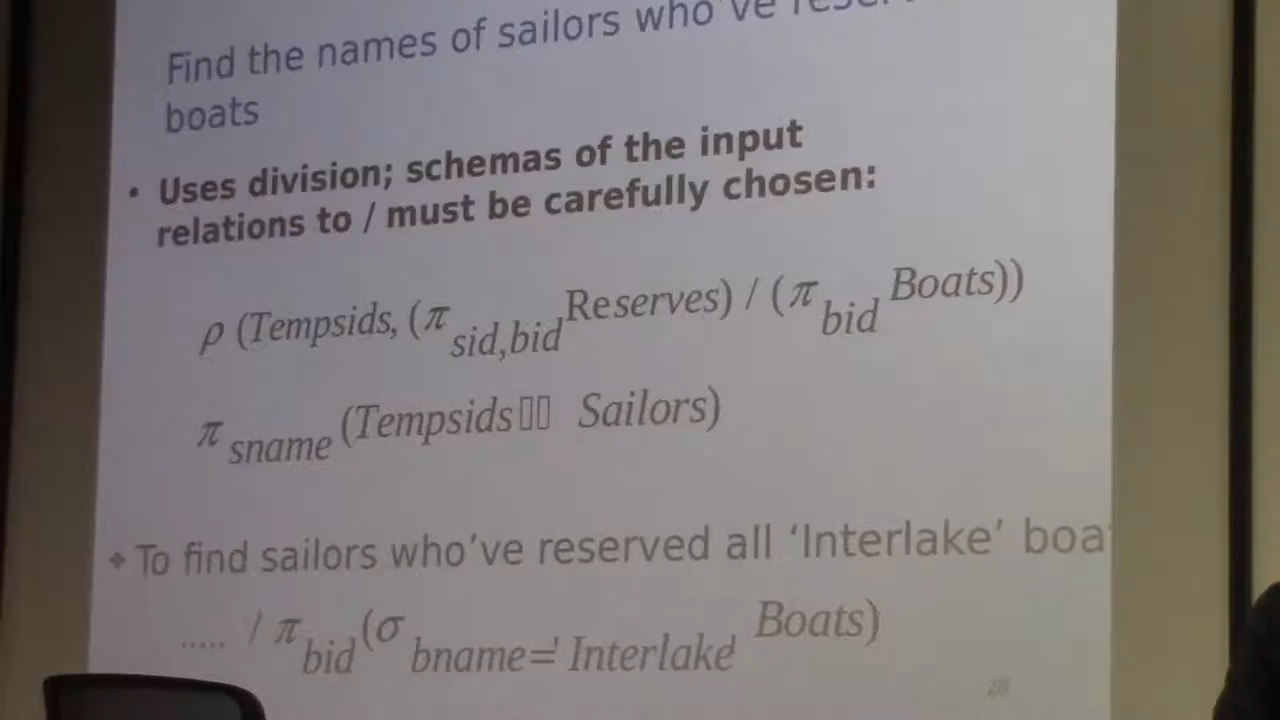 Find the names of sailors who've
boats
• Uses division; schemas of the input
relations to / must be carefully chosen:
ρ (Tempsids, (π sid,bid Reserves) / (π bid Boats))
π sname (Tempsids▯▯ Sailors)
❖ To find sailors who've reserved all ‘Interlake’ boa
..... / π bid (σ bname=' Interlake' Boats)
28